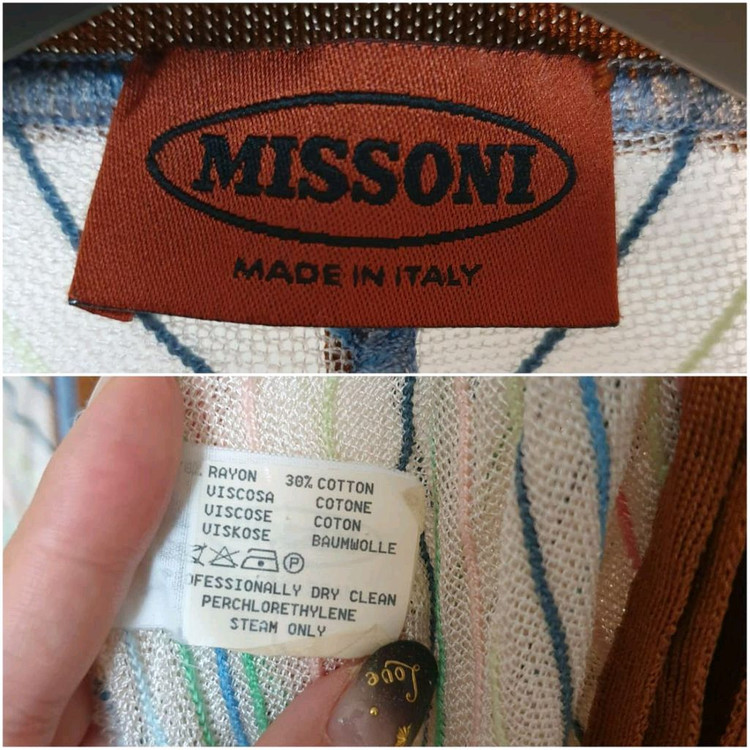 MISSONI
MADE IN ITALY
RAYON 30% COTTON
VISCOSA COTONE
VISCOSE COTON
VISKOSE BAUMWOLLE
P
OFESSIONALLY DRY CLEAN
PERCHLORETHYLENE
STEAM ONLY
Love